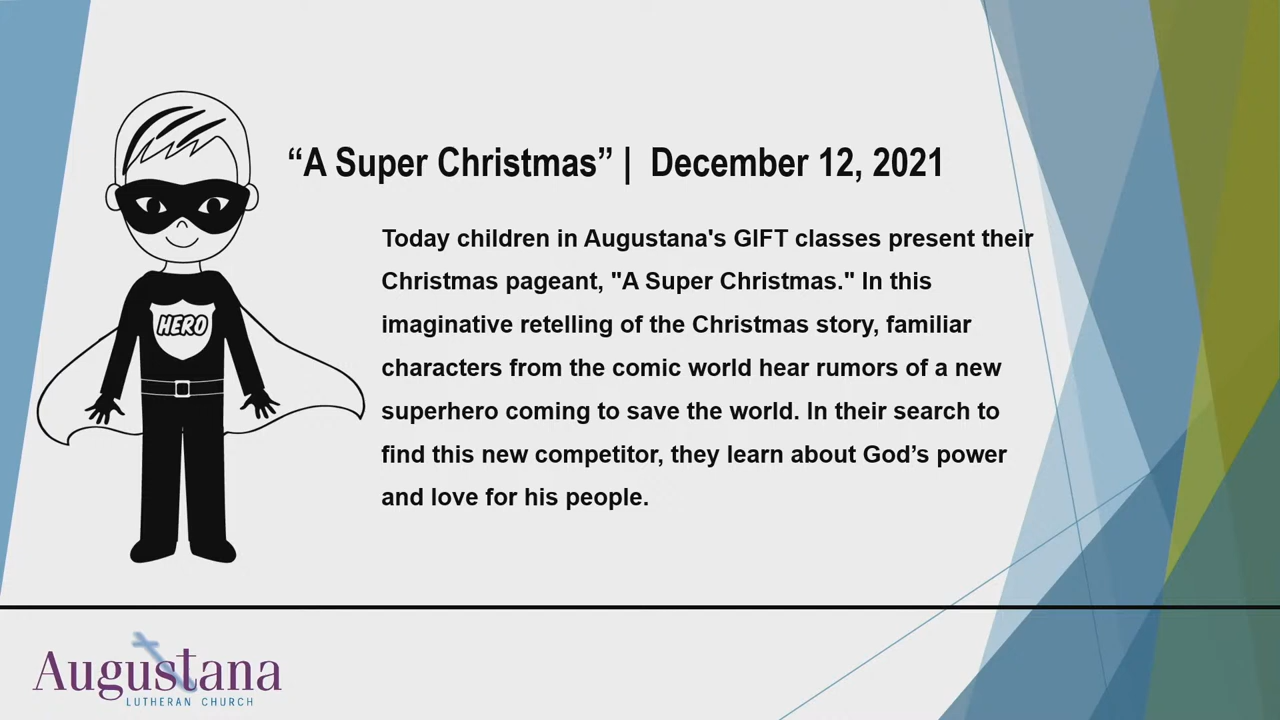 “A Super Christmas” | December 12, 2021
Today children in Augustana's GIFT classes present their
Christmas pageant, "A Super Christmas." In this
imaginative retelling of the Christmas story, familiar
characters from the comic world hear rumors of a new
superhero coming to save the world. In their search to
find this new competitor, they learn about God’s power
and love for his people.
HERO
Augustana
LUTHERAN CHURCH